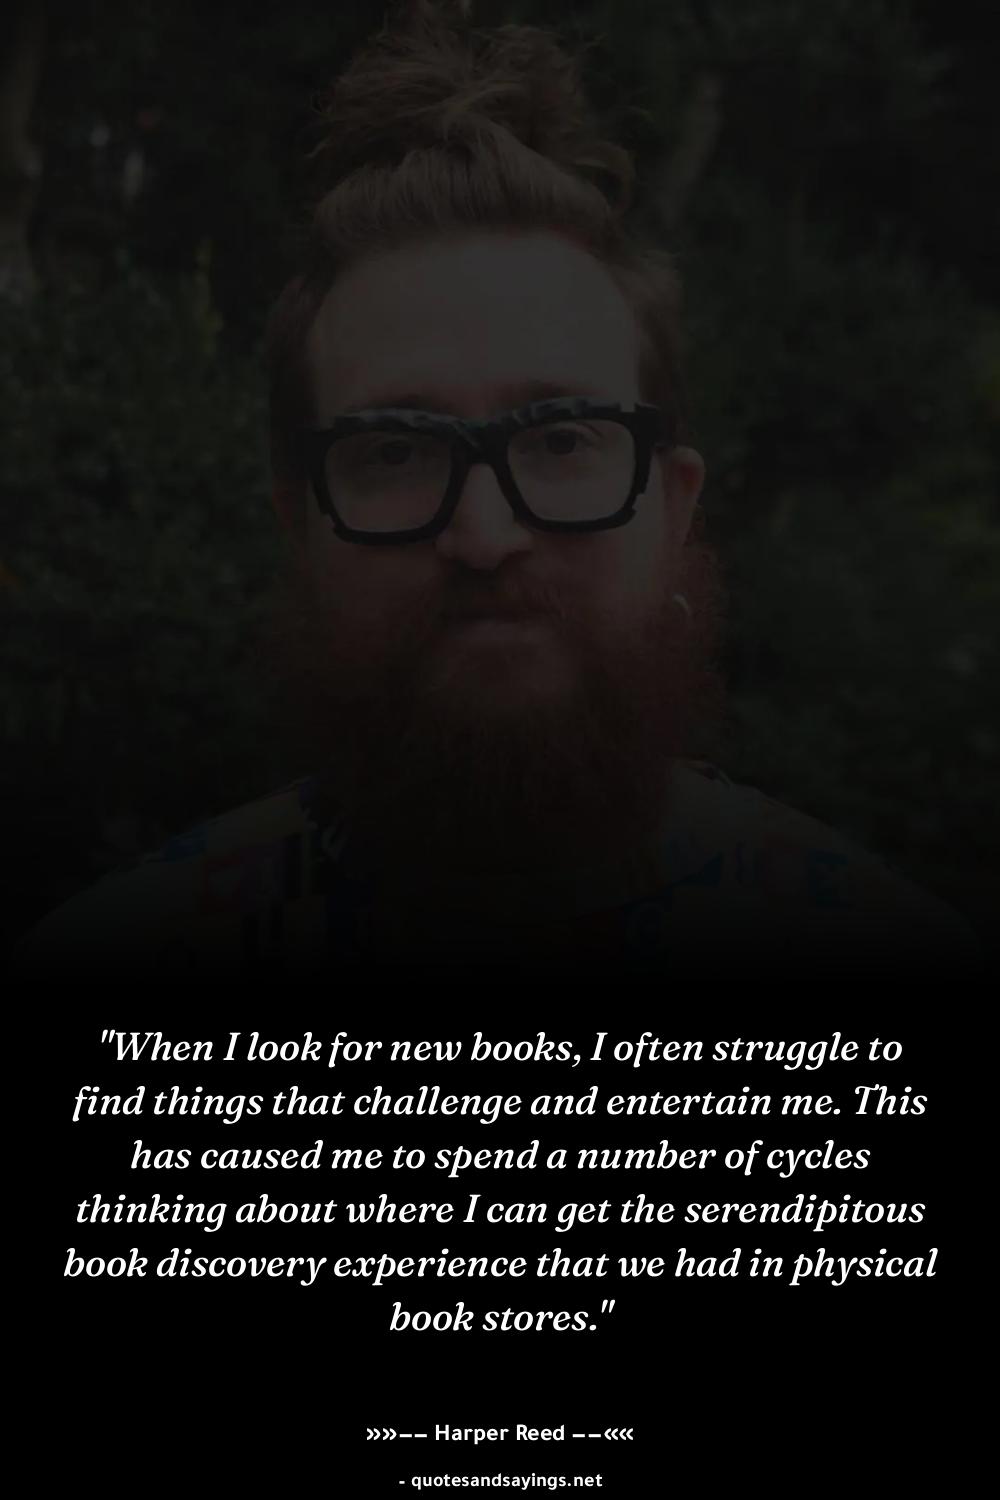 "When I look for new books, I often struggle to
find things that challenge and entertain me. This
has caused me to spend a number of cycles
thinking about where I can get the serendipitous
book discovery experience that we had in physical
book stores."
»»–– Harper Reed ––««
- quotesandsayings.net